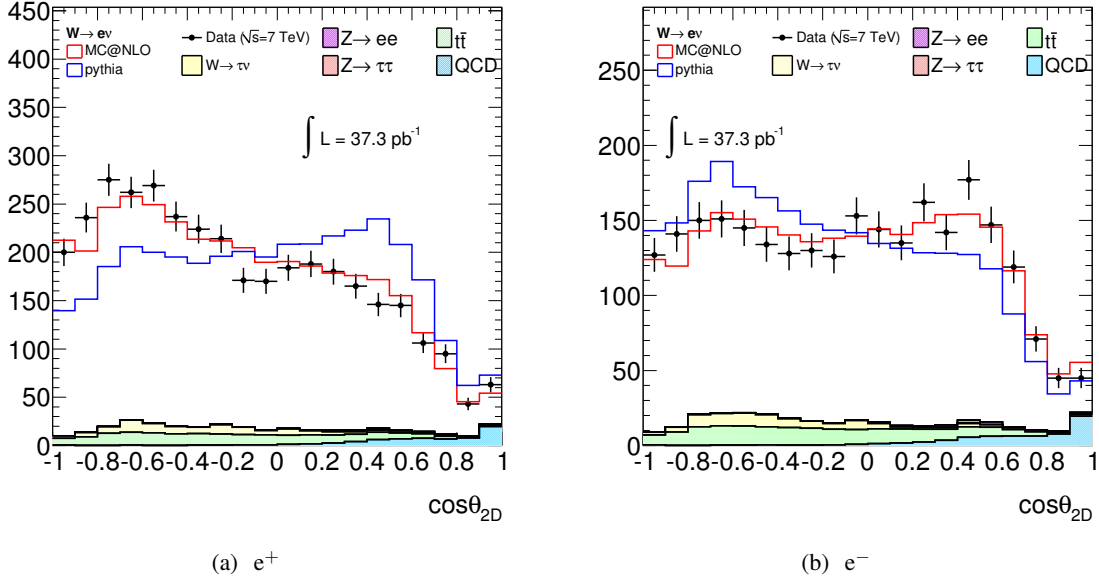 W→ eν
MC@NLO
pythia
Data (√s=7 TeV)
W→ τν
Z→ ee
Z→ ττ
tt̄
QCD
∫ L = 37.3 pb⁻¹
450
400
350
300
250
200
150
100
50
0
-1 -0.8 -0.6 -0.4 -0.2 0 0.2 0.4 0.6 0.8 1
cosθ2D
(a) e⁺
W→ eν
MC@NLO
pythia
Data (√s=7 TeV)
W→ τν
Z→ ee
Z→ ττ
tt̄
QCD
∫ L = 37.3 pb⁻¹
250
200
150
100
50
0
-1 -0.8 -0.6 -0.4 -0.2 0 0.2 0.4 0.6 0.8 1
cosθ2D
(b) e⁻